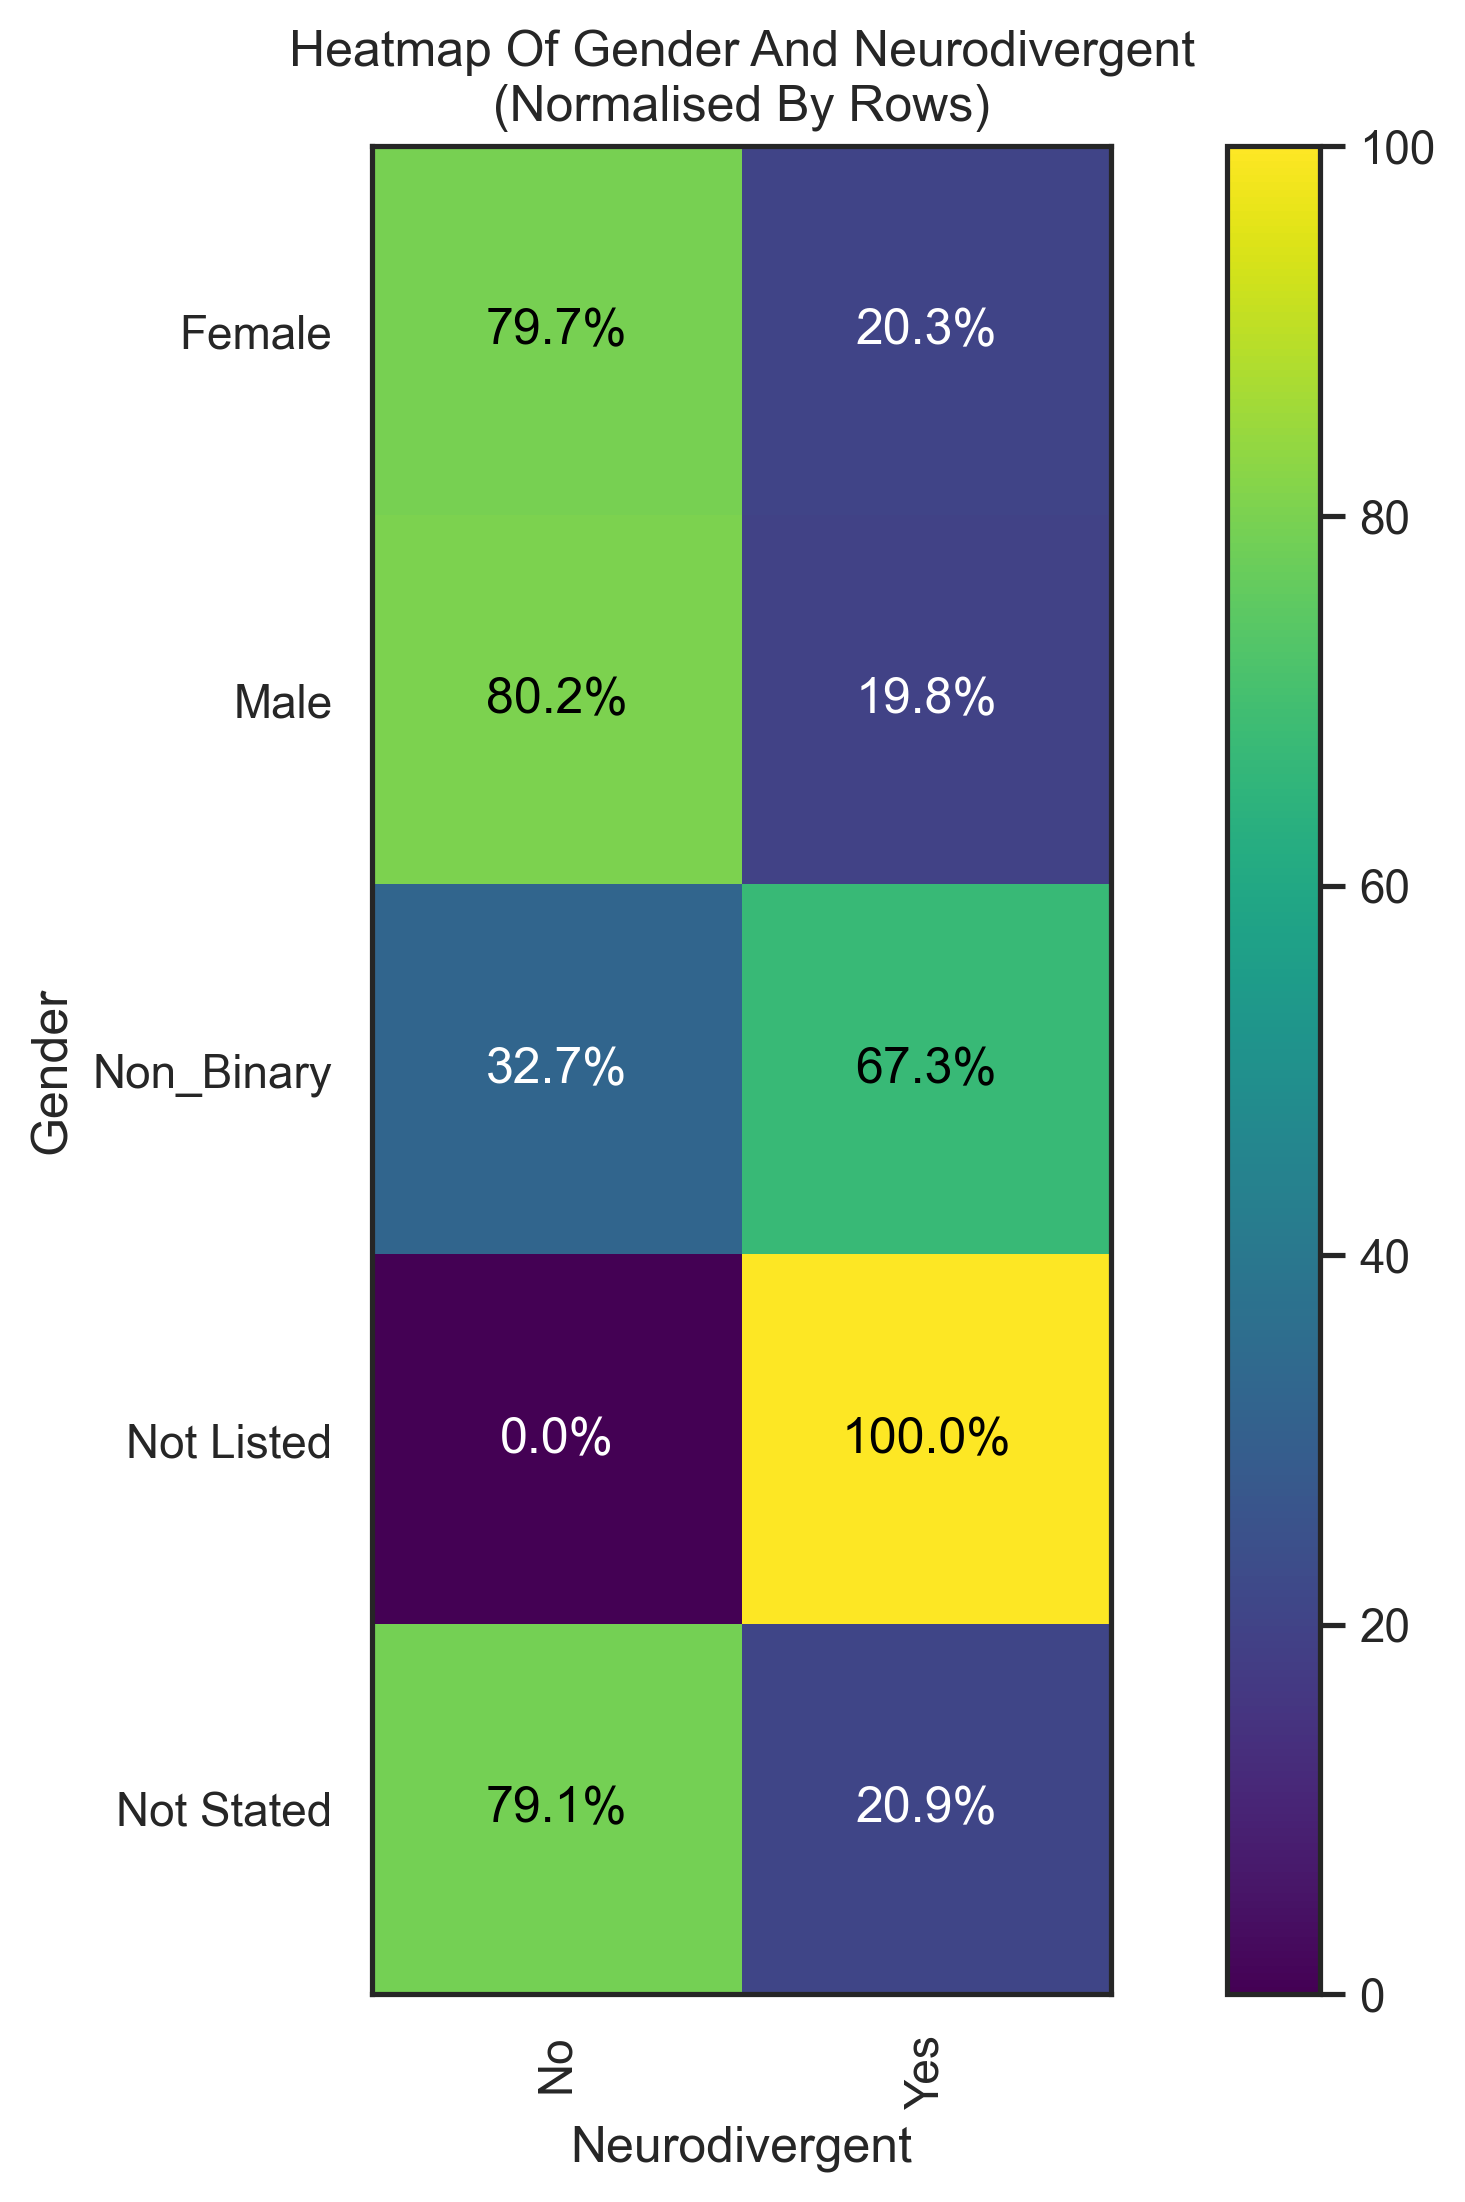 Heatmap Of Gender And Neurodivergent
(Normalised By Rows)
100
80
60
40
20
0
Gender
Female
79.7%
20.3%
Male
80.2%
19.8%
Non_Binary
32.7%
67.3%
Not Listed
0.0%
100.0%
Not Stated
79.1%
20.9%
No
Yes
Neurodivergent